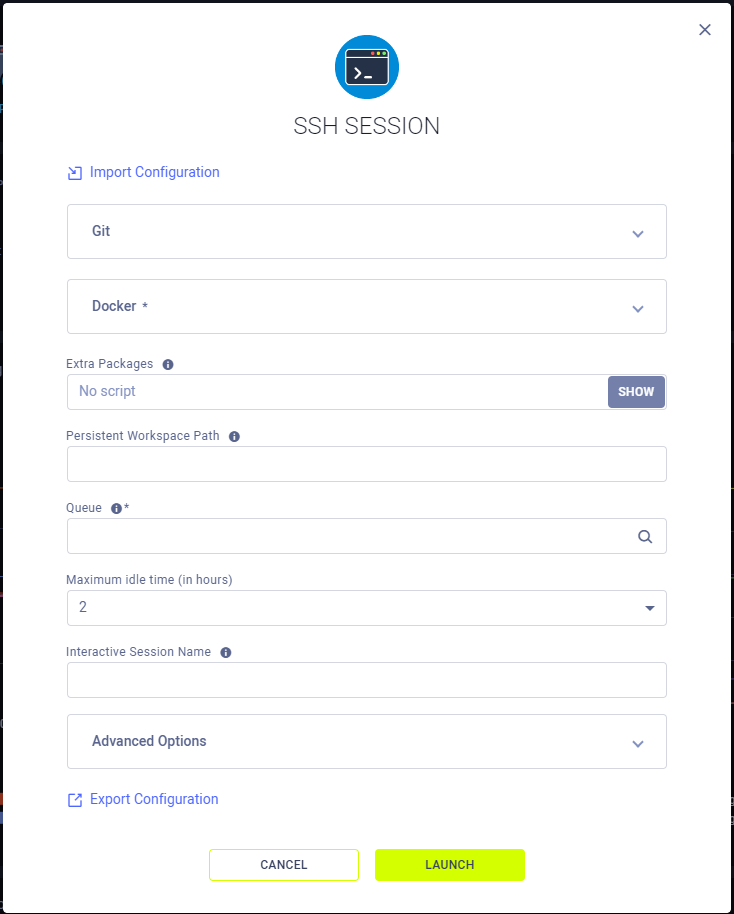 SSH SESSION
Import Configuration
Git
Docker *
Extra Packages
No script SHOW
Persistent Workspace Path
Queue *
Maximum idle time (in hours)
2
Interactive Session Name
Advanced Options
Export Configuration
CANCEL LAUNCH